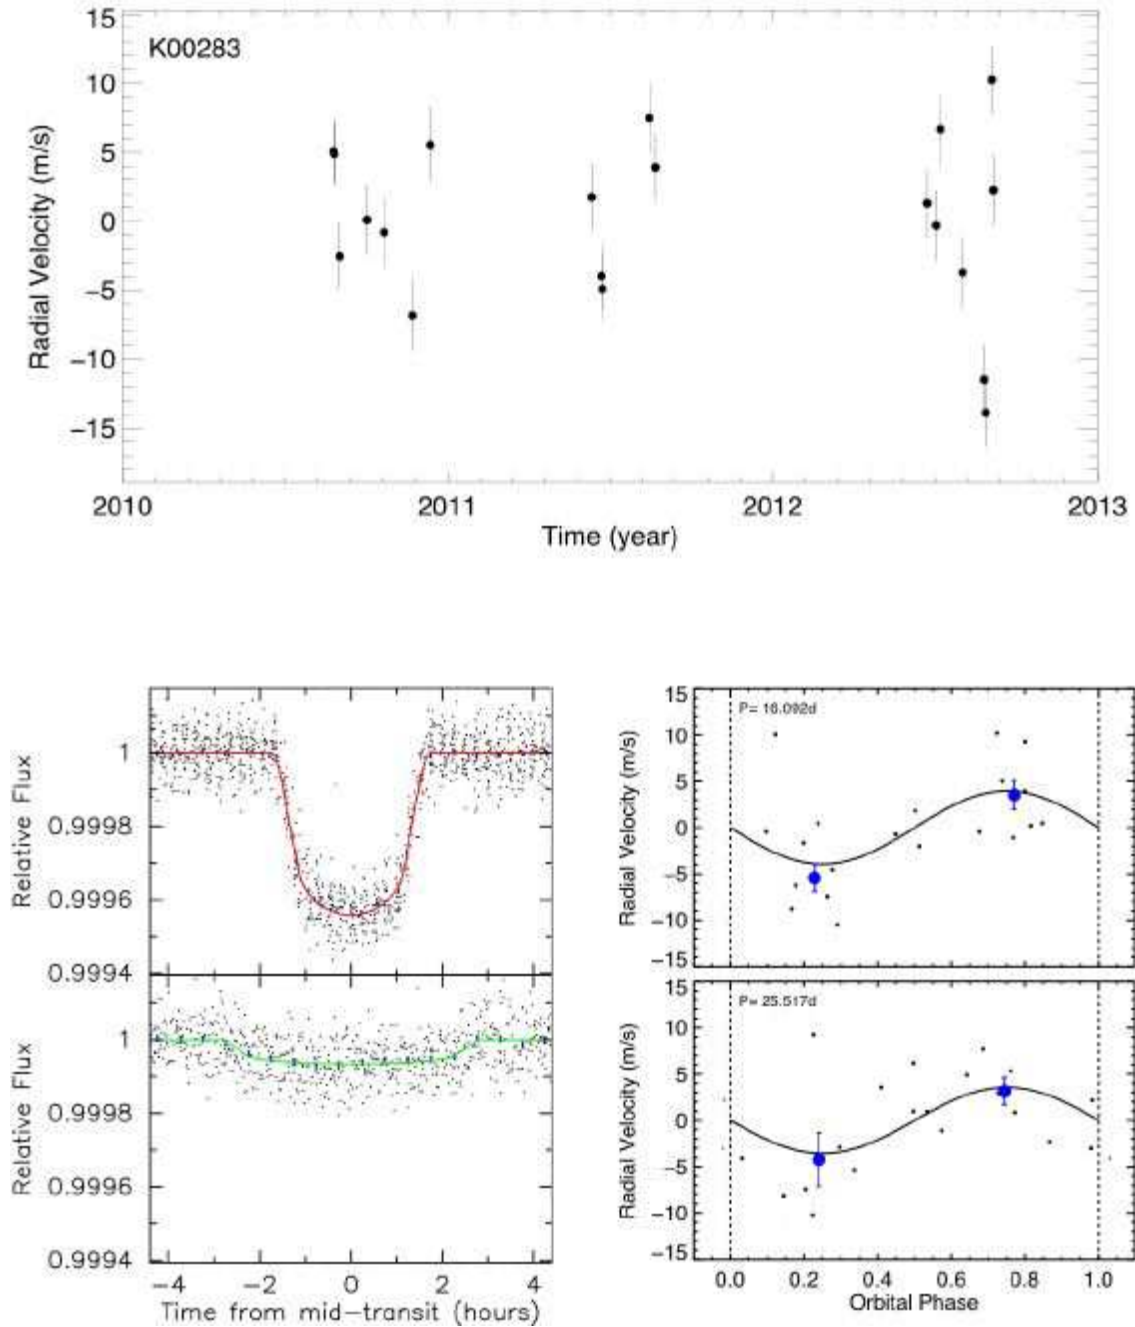 K00283
15
10
5
0
−5
−10
−15
Radial Velocity (m/s)
2010 2011 2012 2013
Time (year)
1
0.9998
0.9996
0.9994
Relative Flux
1
0.9998
0.9996
0.9994
Relative Flux
−4 −2 0 2 4
Time from mid−transit (hours)
P= 16.092d
15
10
5
0
−5
−10
−15
Radial Velocity (m/s)
P= 25.517d
15
10
5
0
−5
−10
−15
Radial Velocity (m/s)
0.0 0.2 0.4 0.6 0.8 1.0
Orbital Phase